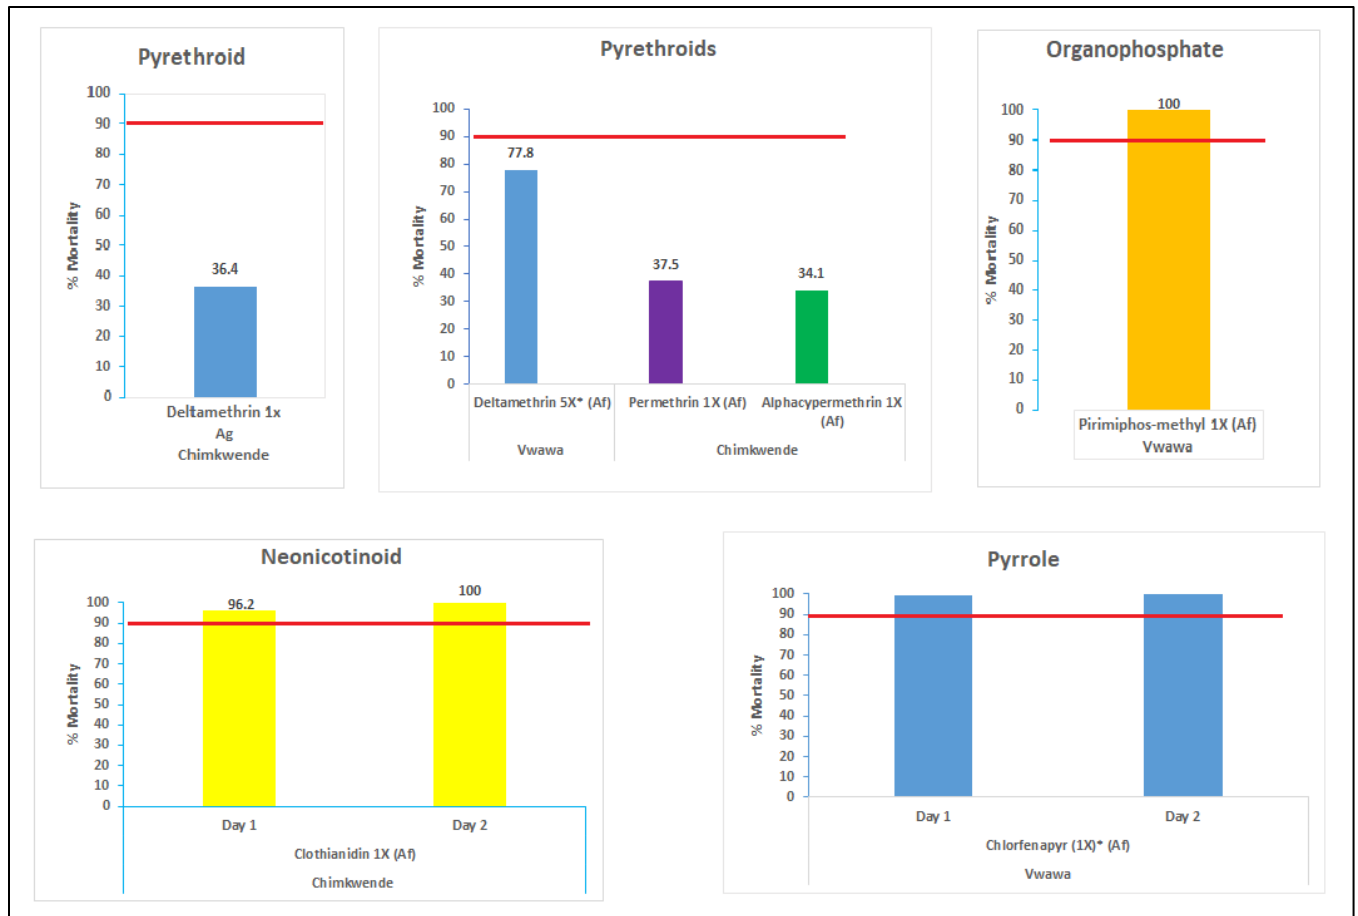 Pyrethroid
100
90
80
70
60
50
40
30
20
10
0
% Mortality
36.4
Deltamethrin 1x
Ag
Chimkwende
Pyrethroids
100
90
80
70
60
50
40
30
20
10
0
% Mortality
77.8
37.5
34.1
Deltamethrin 5X* (Af) Permethrin 1X (Af) Alphacypermethrin 1X
(Af)
Vwawa Chimkwende
Organophosphate
100
90
80
70
60
50
40
30
20
10
0
% Mortality
100
Pirimiphos-methyl 1X (Af)
Vwawa
Neonicotinoid
100
90
80
70
60
50
40
30
20
10
0
% Mortality
96.2
100
Day 1 Day 2
Clothianidin 1X (Af)
Chimkwende
Pyrrole
100
90
80
70
60
50
40
30
20
10
0
% Mortality
Day 1 Day 2
Chlorfenapyr (1X)* (Af)
Vwawa